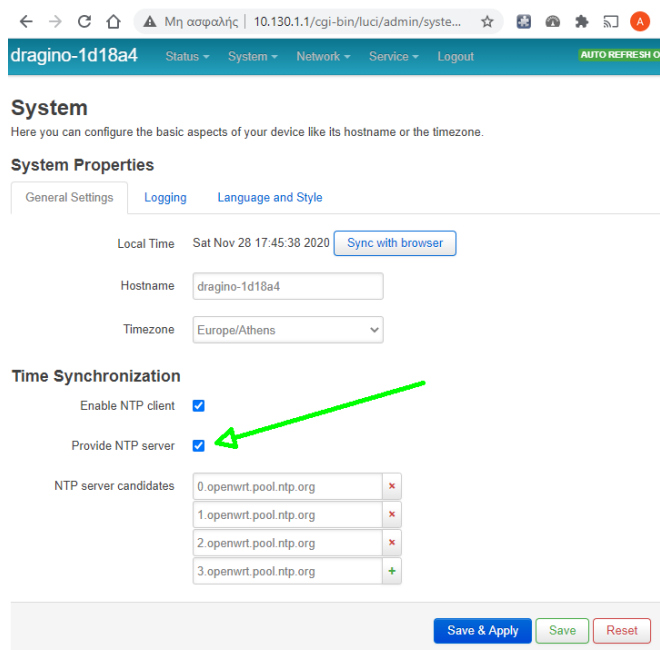 Μη ασφαλής | 10.130.1.1/cgi-bin/luci/admin/syste...
A
dragino-1d18a4 Status System Network Service Logout AUTO REFRESH O
System
Here you can configure the basic aspects of your device like its hostname or the timezone.
System Properties
General Settings Logging Language and Style
Local Time Sat Nov 28 17:45:38 2020 Sync with browser
Hostname dragino-1d18a4
Timezone Europe/Athens
Time Synchronization
Enable NTP client
Provide NTP server
NTP server candidates 0.openwrt.pool.ntp.org
1.openwrt.pool.ntp.org
2.openwrt.pool.ntp.org
3.openwrt.pool.ntp.org
Save & Apply Save Reset